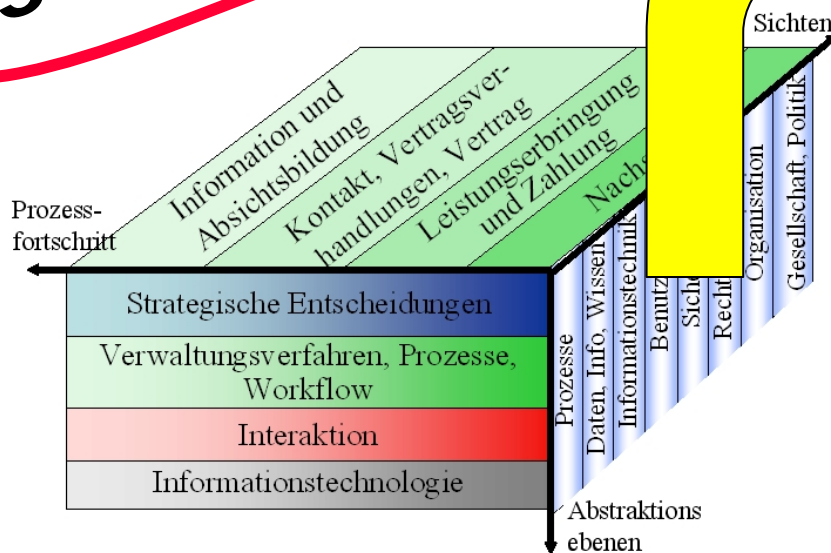 Sichten
Information und
Absichtsbildung
Kontakt, Vertragsver-
handlungen, Vertrag
Leistungserbringung
und Zahlung
Prozess-
fortschritt
Strategische Entscheidungen
Verwaltungsverfahren, Prozesse,
Workflow
Interaktion
Informationstechnologie
Prozesse
Daten, Info, Wissen
Informationstechnik
Organisation
Gesellschaft, Politik
Abstraktions
ebenen